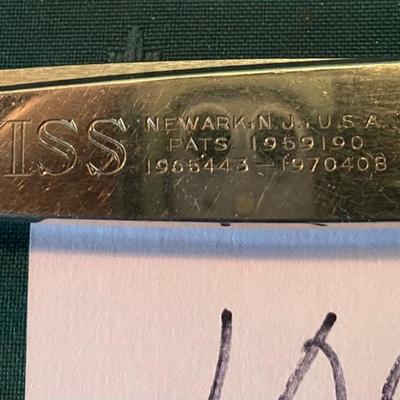 ISS
NEWARK, N. J., U.S.A.
PATS. 1959190
1965443-1970408